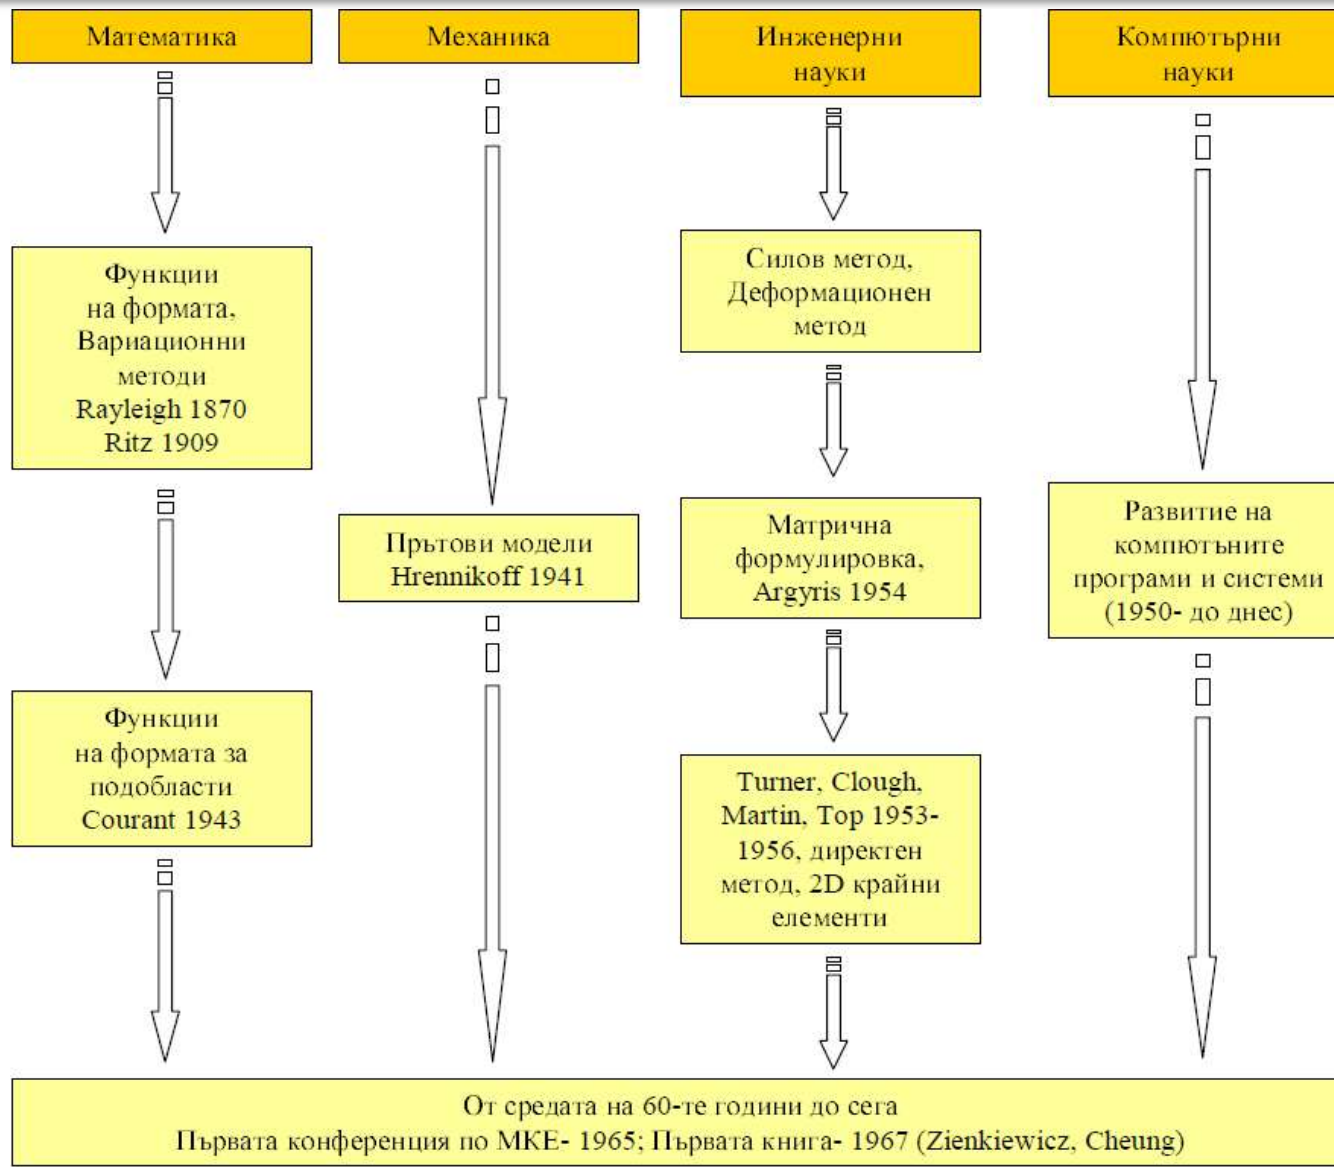 Математика
Механика
Инженерни
науки
Компютърни
науки
Функции
на формата,
Вариационни
методи
Rayleigh 1870
Ritz 1909
Силов метод,
Деформационен
метод
Прътови модели
Hrennikoff 1941
Матрична
формулировка,
Argyris 1954
Развитие на
компютъните
програми и системи
(1950- до днес)
Функции
на формата за
подобласти
Courant 1943
Turner, Clough,
Martin, Top 1953-
1956, директен
метод, 2D крайни
елементи
От средата на 60-те години до сега
Първата конференция по МКЕ- 1965; Първата книга- 1967 (Zienkiewicz, Cheung)